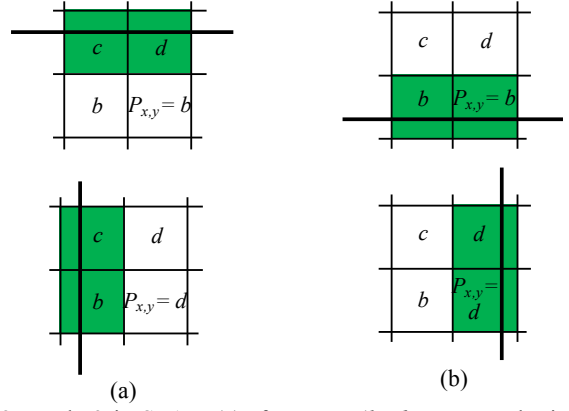 c d
b P_{x,y} = b
c d
b P_{x,y} = d
(a)
c d
b P_{x,y} = b
c d
b P_{x,y} =
d
(b)